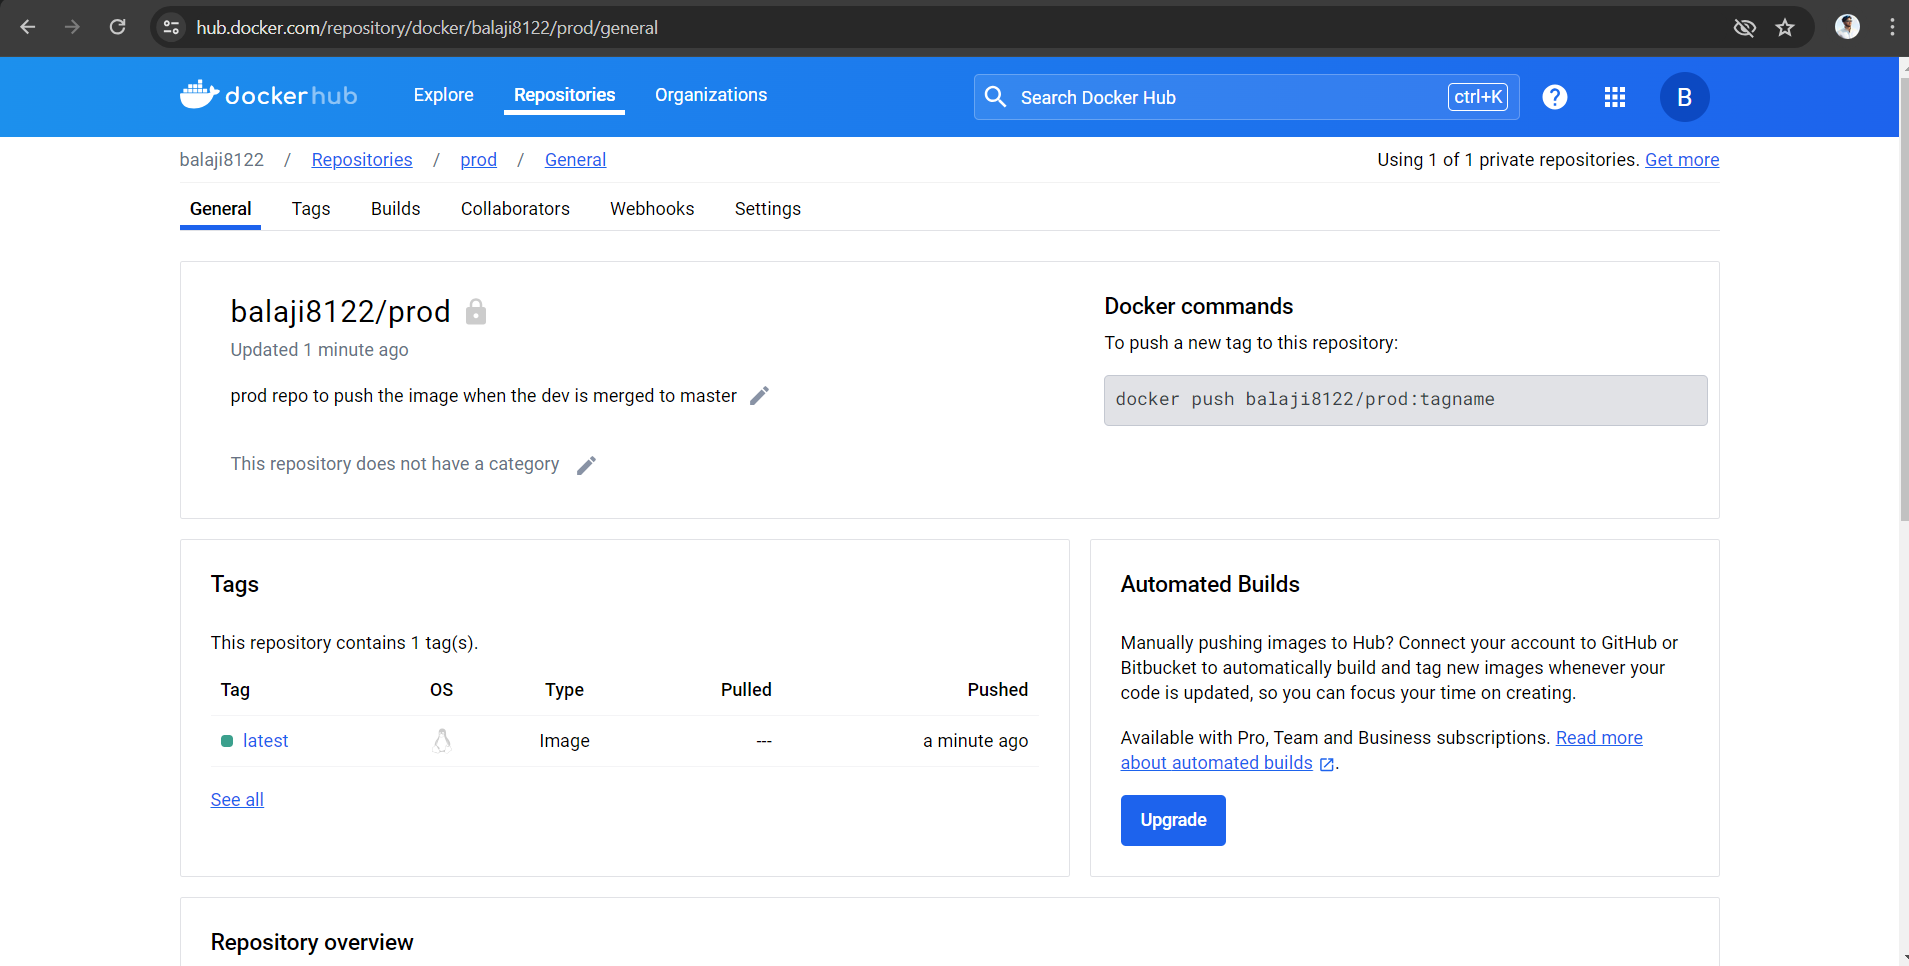 hub.docker.com/repository/docker/balaji8122/prod/general
dockerhub
Explore
Repositories
Organizations
Search Docker Hub
ctrl+K
?
B
balaji8122 / Repositories / prod / General
Using 1 of 1 private repositories. Get more
General
Tags
Builds
Collaborators
Webhooks
Settings
balaji8122/prod
Updated 1 minute ago
prod repo to push the image when the dev is merged to master
This repository does not have a category
Docker commands
To push a new tag to this repository:
docker push balaji8122/prod:tagname
Tags
This repository contains 1 tag(s).
Tag OS Type Pulled Pushed
latest Image --- a minute ago
See all
Automated Builds
Manually pushing images to Hub? Connect your account to GitHub or
Bitbucket to automatically build and tag new images whenever your
code is updated, so you can focus your time on creating.
Available with Pro, Team and Business subscriptions. Read more
about automated builds .
Upgrade
Repository overview